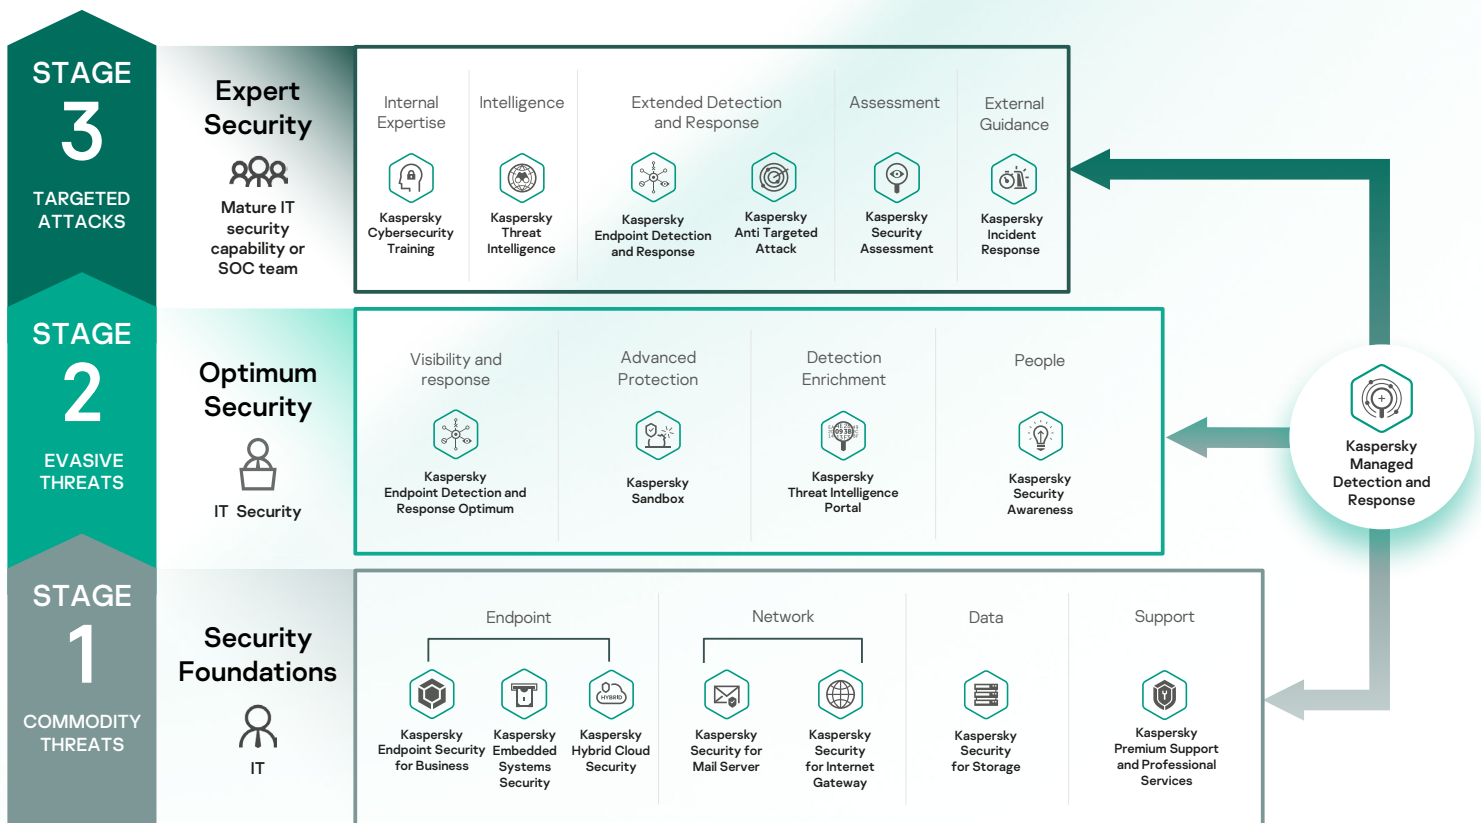 STAGE
3
TARGETED
ATTACKS
Expert
Security
Mature IT
security
capability or
SOC team
Internal
Expertise
Kaspersky
Cybersecurity
Training
Intelligence
Kaspersky
Threat
Intelligence
Extended Detection
and Response
Kaspersky
Endpoint Detection
and Response
Kaspersky
Anti Targeted
Attack
Assessment
Kaspersky
Security
Assessment
External
Guidance
Kaspersky
Incident
Response
STAGE
2
EVASIVE
THREATS
Optimum
Security
IT Security
Visibility and
response
Kaspersky
Endpoint Detection and
Response Optimum
Advanced
Protection
Kaspersky
Sandbox
Detection
Enrichment
09 3B
Kaspersky
Threat Intelligence
Portal
People
Kaspersky
Security
Awareness
Kaspersky
Managed
Detection and
Response
STAGE
1
COMMODITY
THREATS
Security
Foundations
IT
Endpoint
Kaspersky
Endpoint Security
for Business
Kaspersky
Embedded
Systems
Security
HYBRID
Kaspersky
Hybrid Cloud
Security
Network
Kaspersky
Security for
Mail Server
Kaspersky
Security
for Internet
Gateway
Data
Kaspersky
Security
for Storage
Support
Kaspersky
Premium Support
and Professional
Services